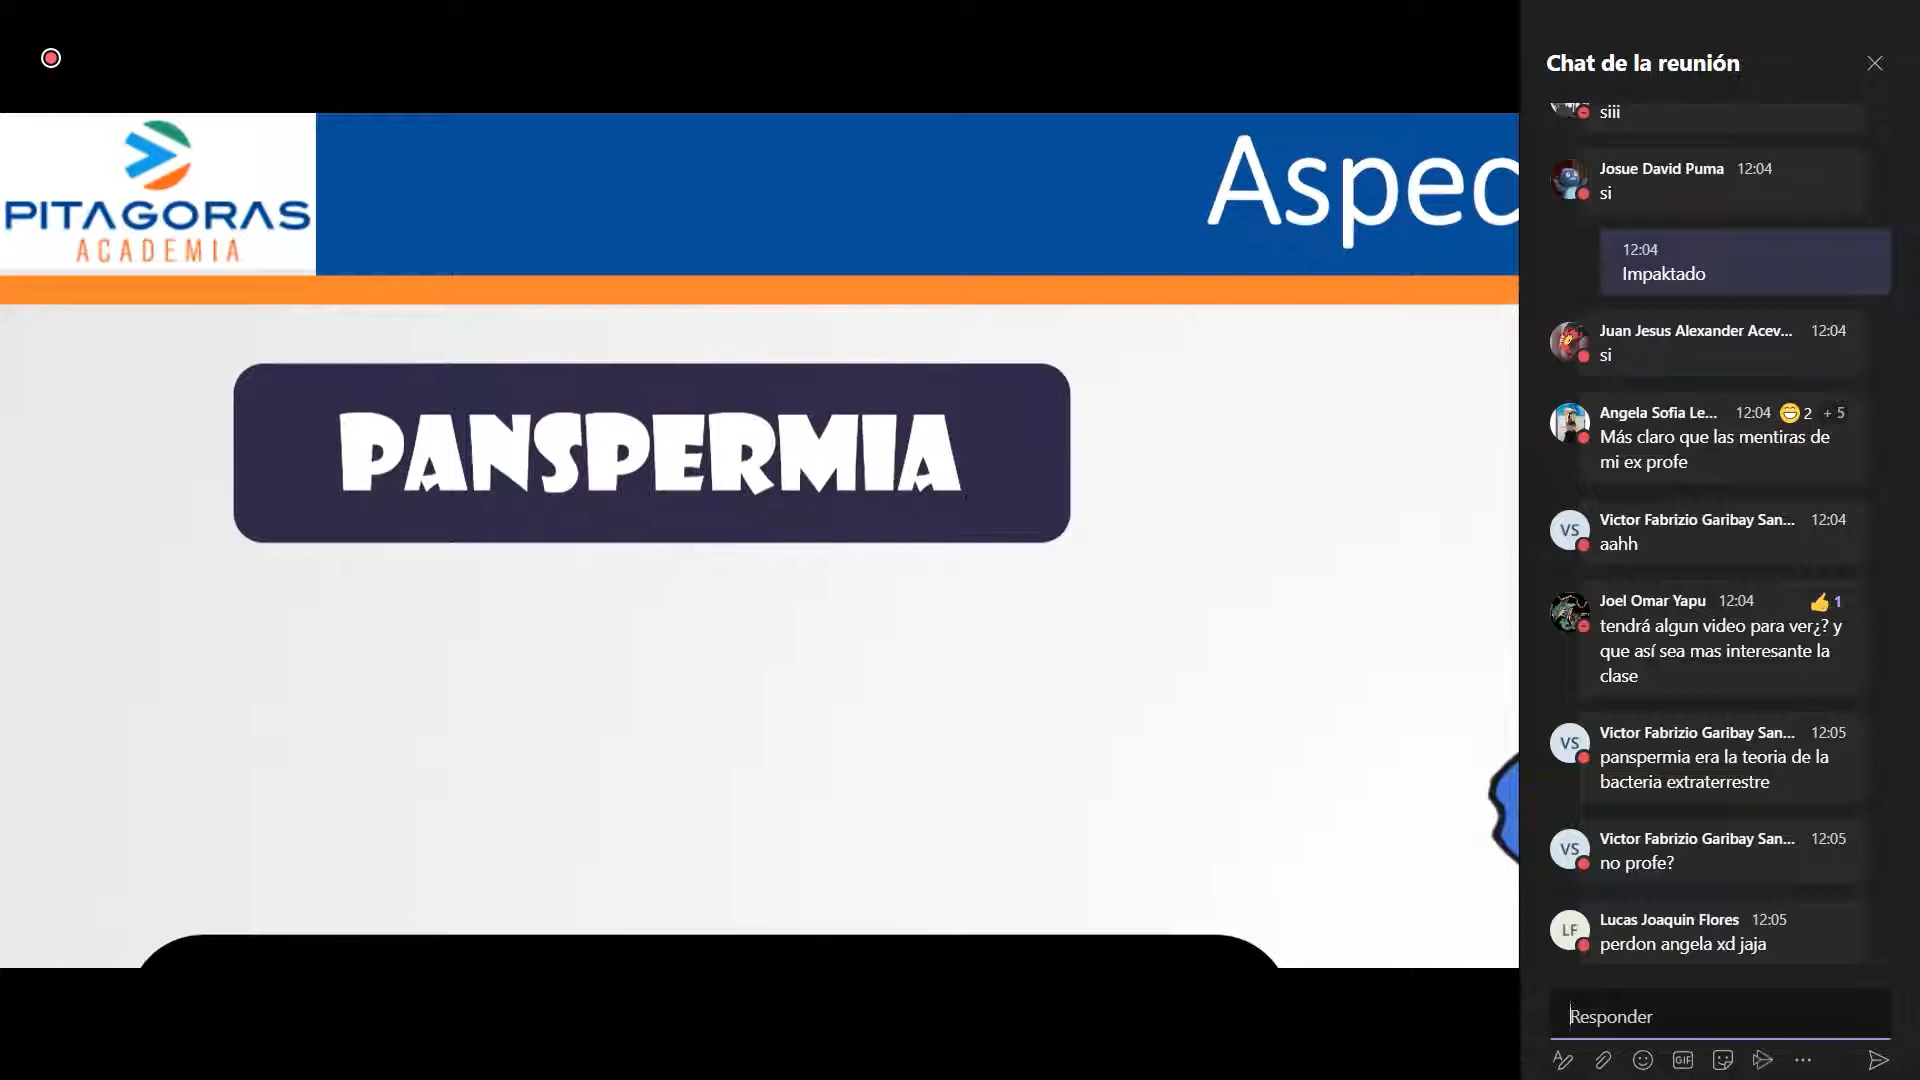 PITAGORAS
ACADEMIA
Aspec
PANSPERMIA
Chat de la reunión
siii
Josue David Puma 12:04
si
12:04
Impaktado
Juan Jesus Alexander Acev... 12:04
si
Angela Sofia Le... 12:04 2 + 5
Más claro que las mentiras de
mi ex profe
VS
Victor Fabrizio Garibay San... 12:04
aahh
Joel Omar Yapu 12:04 1
tendrá algun video para ver¿? y
que así sea mas interesante la
clase
VS
Victor Fabrizio Garibay San... 12:05
panspermia era la teoria de la
bacteria extraterrestre
VS
Victor Fabrizio Garibay San... 12:05
no profe?
LF
Lucas Joaquin Flores 12:05
perdon angela xd jaja
Responder
GIF